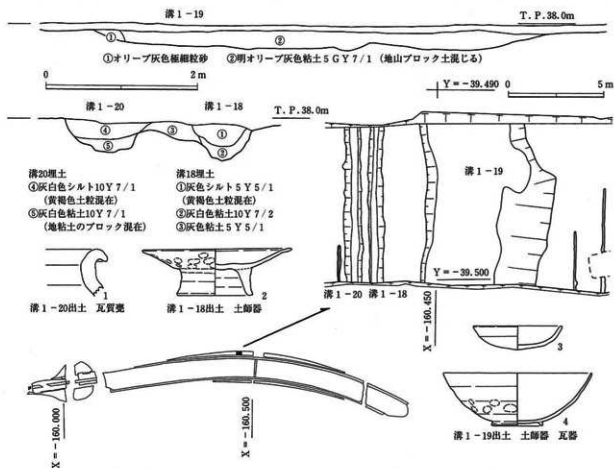 溝1-19
T.P.38.0m
① ②
①オリーブ灰色極細粒砂 ②明オリーブ灰色粘土5GY7/1（地山ブロック土混じる）
0 2m
Y=-39.490
0 5m
溝1-20 溝1-18
T.P.38.0m
④ ③ ①
⑤ ②
溝20埋土
④灰白色シルト10Y7/1
(黄褐色土粒混在)
⑤灰白色粘土10Y7/1
(地粘土のブロック混在)
溝18埋土
①灰色シルト5Y5/1
(黄褐色土粒混在)
②灰白色粘土10Y7/2
③灰色粘土5Y5/1
溝1-19
Y=-39.500
1
溝1-20出土 瓦質甕
2
溝1-18出土 土師器
溝1-20 溝1-18
X=-160.450
3
4
溝1-19出土 土師器 瓦器
X=-160.000
X=-160.500